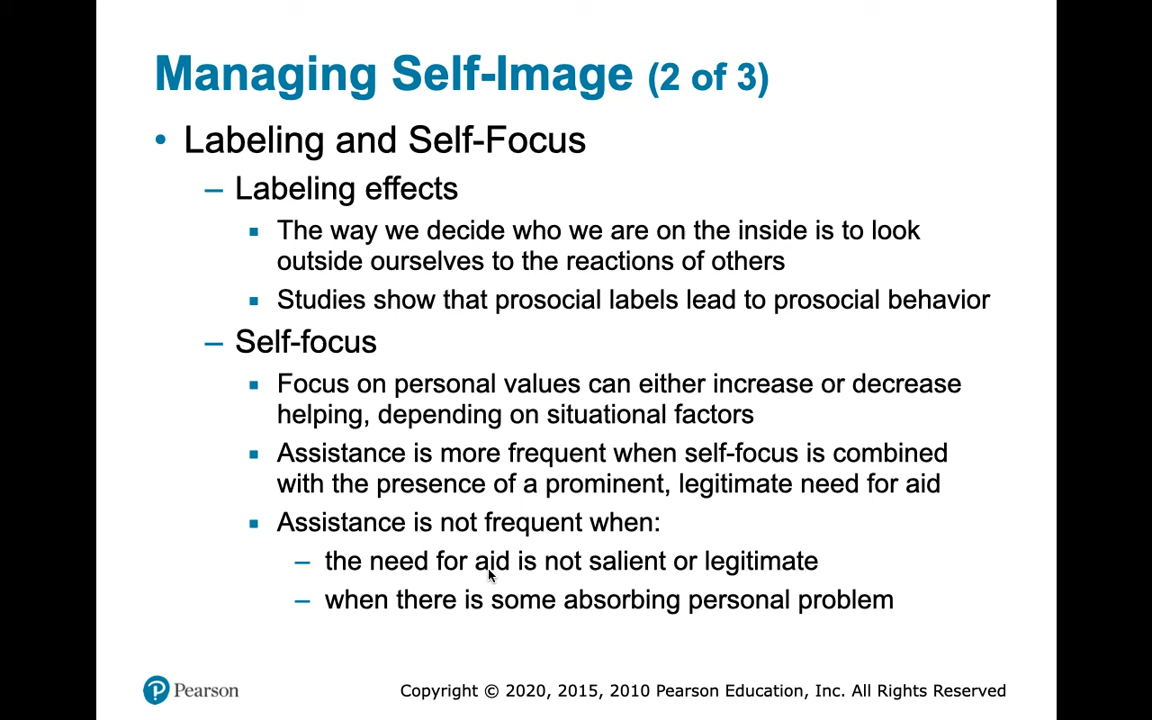 Managing Self-Image (2 of 3)
• Labeling and Self-Focus
– Labeling effects
▪ The way we decide who we are on the inside is to look
outside ourselves to the reactions of others
▪ Studies show that prosocial labels lead to prosocial behavior
– Self-focus
▪ Focus on personal values can either increase or decrease
helping, depending on situational factors
▪ Assistance is more frequent when self-focus is combined
with the presence of a prominent, legitimate need for aid
▪ Assistance is not frequent when:
– the need for aid is not salient or legitimate
– when there is some absorbing personal problem
P Pearson
Copyright © 2020, 2015, 2010 Pearson Education, Inc. All Rights Reserved